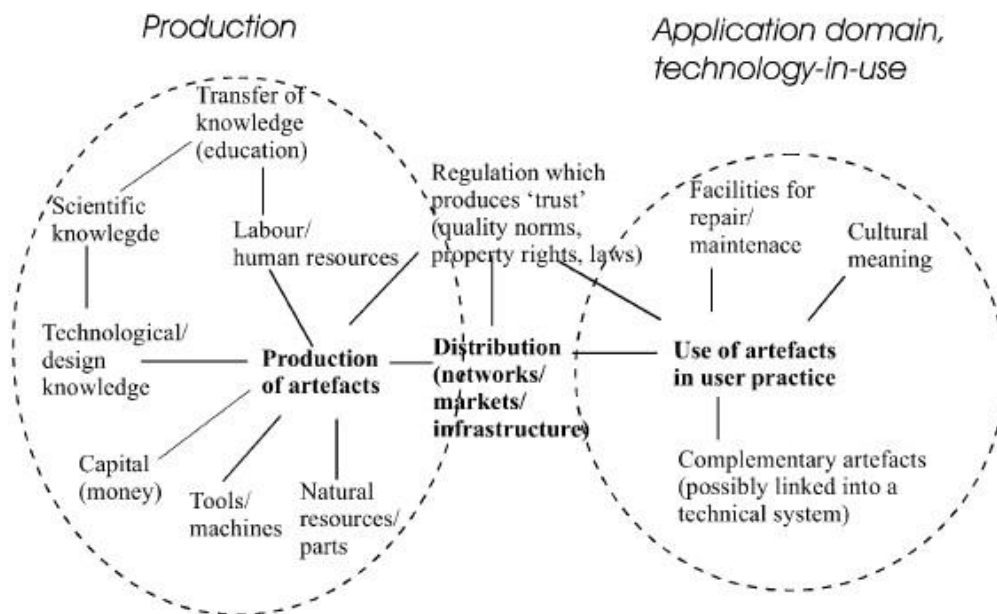 Production
Application domain,
technology-in-use
Transfer of
knowledge
(education)
Scientific
knowlegde
Labour/
human resources
Technological/
design
knowledge
Production
of artefacts
Capital
(money)
Tools/
machines
Natural
resources/
parts
Regulation which
produces ‘trust’
(quality norms,
property rights, laws)
Distribution
(networks/
markets/
infrastructure)
Facilities for
repair/
maintenace
Cultural
meaning
Use of artefacts
in user practice
Complementary artefacts
(possibly linked into a
technical system)